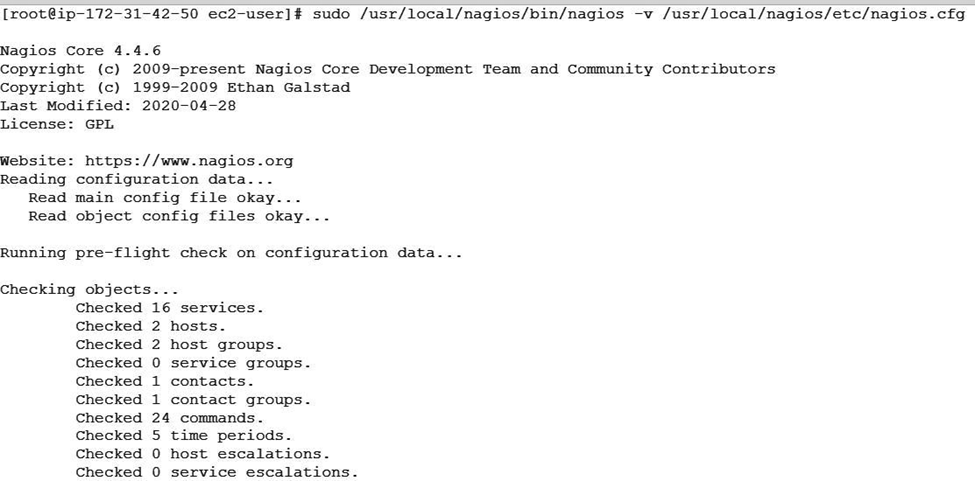 [root@ip-172-31-42-50 ec2-user]# sudo /usr/local/nagios/bin/nagios -v /usr/local/nagios/etc/nagios.cfg
Nagios Core 4.4.6
Copyright (c) 2009-present Nagios Core Development Team and Community Contributors
Copyright (c) 1999-2009 Ethan Galstad
Last Modified: 2020-04-28
License: GPL
Website: https://www.nagios.org
Reading configuration data...
Read main config file okay...
Read object config files okay...
Running pre-flight check on configuration data...
Checking objects...
Checked 16 services.
Checked 2 hosts.
Checked 2 host groups.
Checked 0 service groups.
Checked 1 contacts.
Checked 1 contact groups.
Checked 24 commands.
Checked 5 time periods.
Checked 0 host escalations.
Checked 0 service escalations.